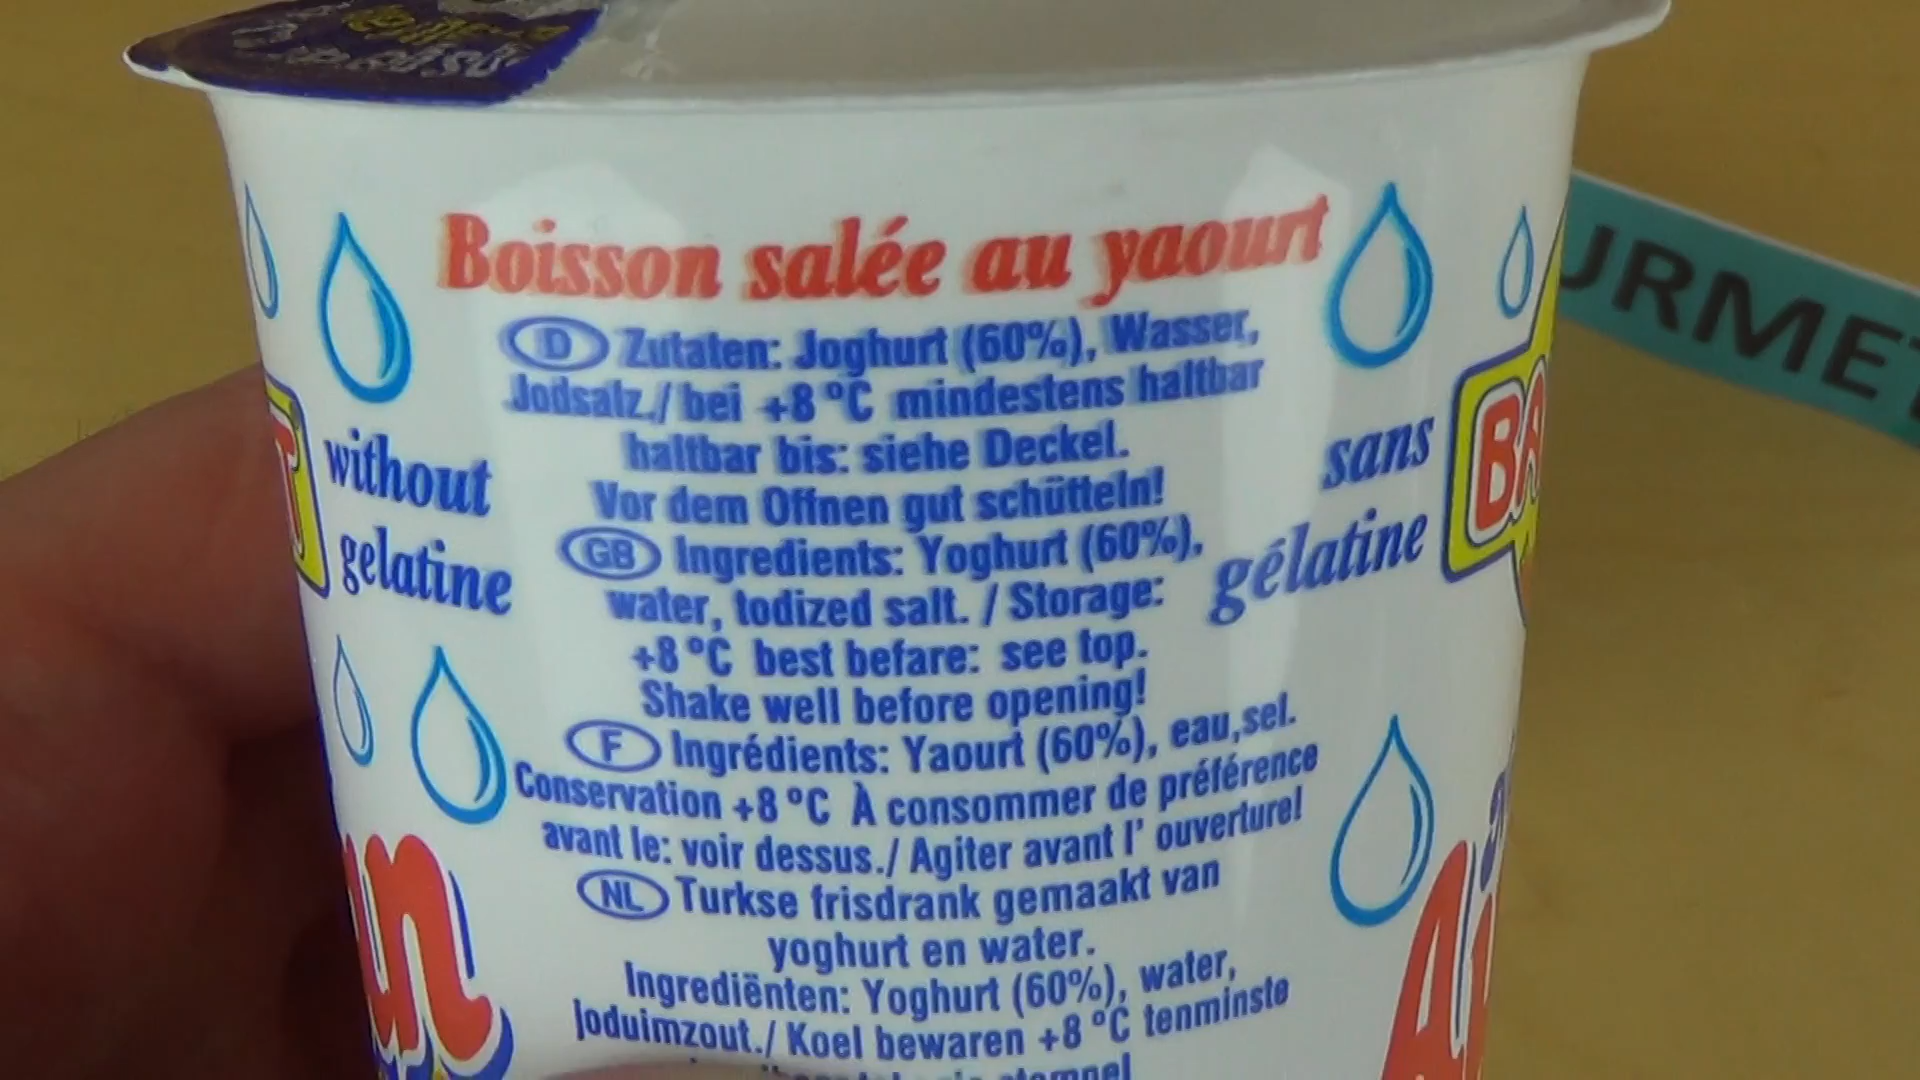 Boisson salée au yaourt
D Zutaten: Joghurt (60%), Wasser,
Jodsalz./ bei +8 °C mindestens haltbar
haltbar bis: siehe Deckel.
Vor dem Offnen gut schütteln!
GB Ingredients: Yoghurt (60%),
water, todized salt. / Storage:
+8 °C best befare: see top.
Shake well before opening!
F Ingrédients: Yaourt (60%), eau,sel.
Conservation +8 °C À consommer de préférence
avant le: voir dessus./ Agiter avant l' ouverture!
NL Turkse frisdrank gemaakt van
yoghurt en water.
Ingrediënten: Yoghurt (60%), water,
Joduimzout./ Koel bewaren +8 °C tenminste
without
gelatine
sans
gélatine
BA
URMET